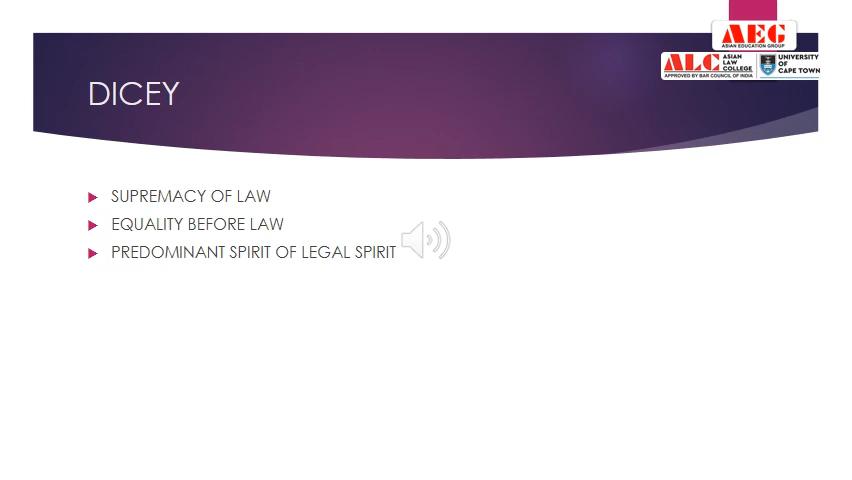 AEG
ASIAN EDUCATION GROUP
ALC
ASIAN
LAW
COLLEGE
APPROVED BY BAR COUNCIL OF INDIA
UNIVERSITY
OF
CAPE TOWN
DICEY
SUPREMACY OF LAW
EQUALITY BEFORE LAW
PREDOMINANT SPIRIT OF LEGAL SPIRIT